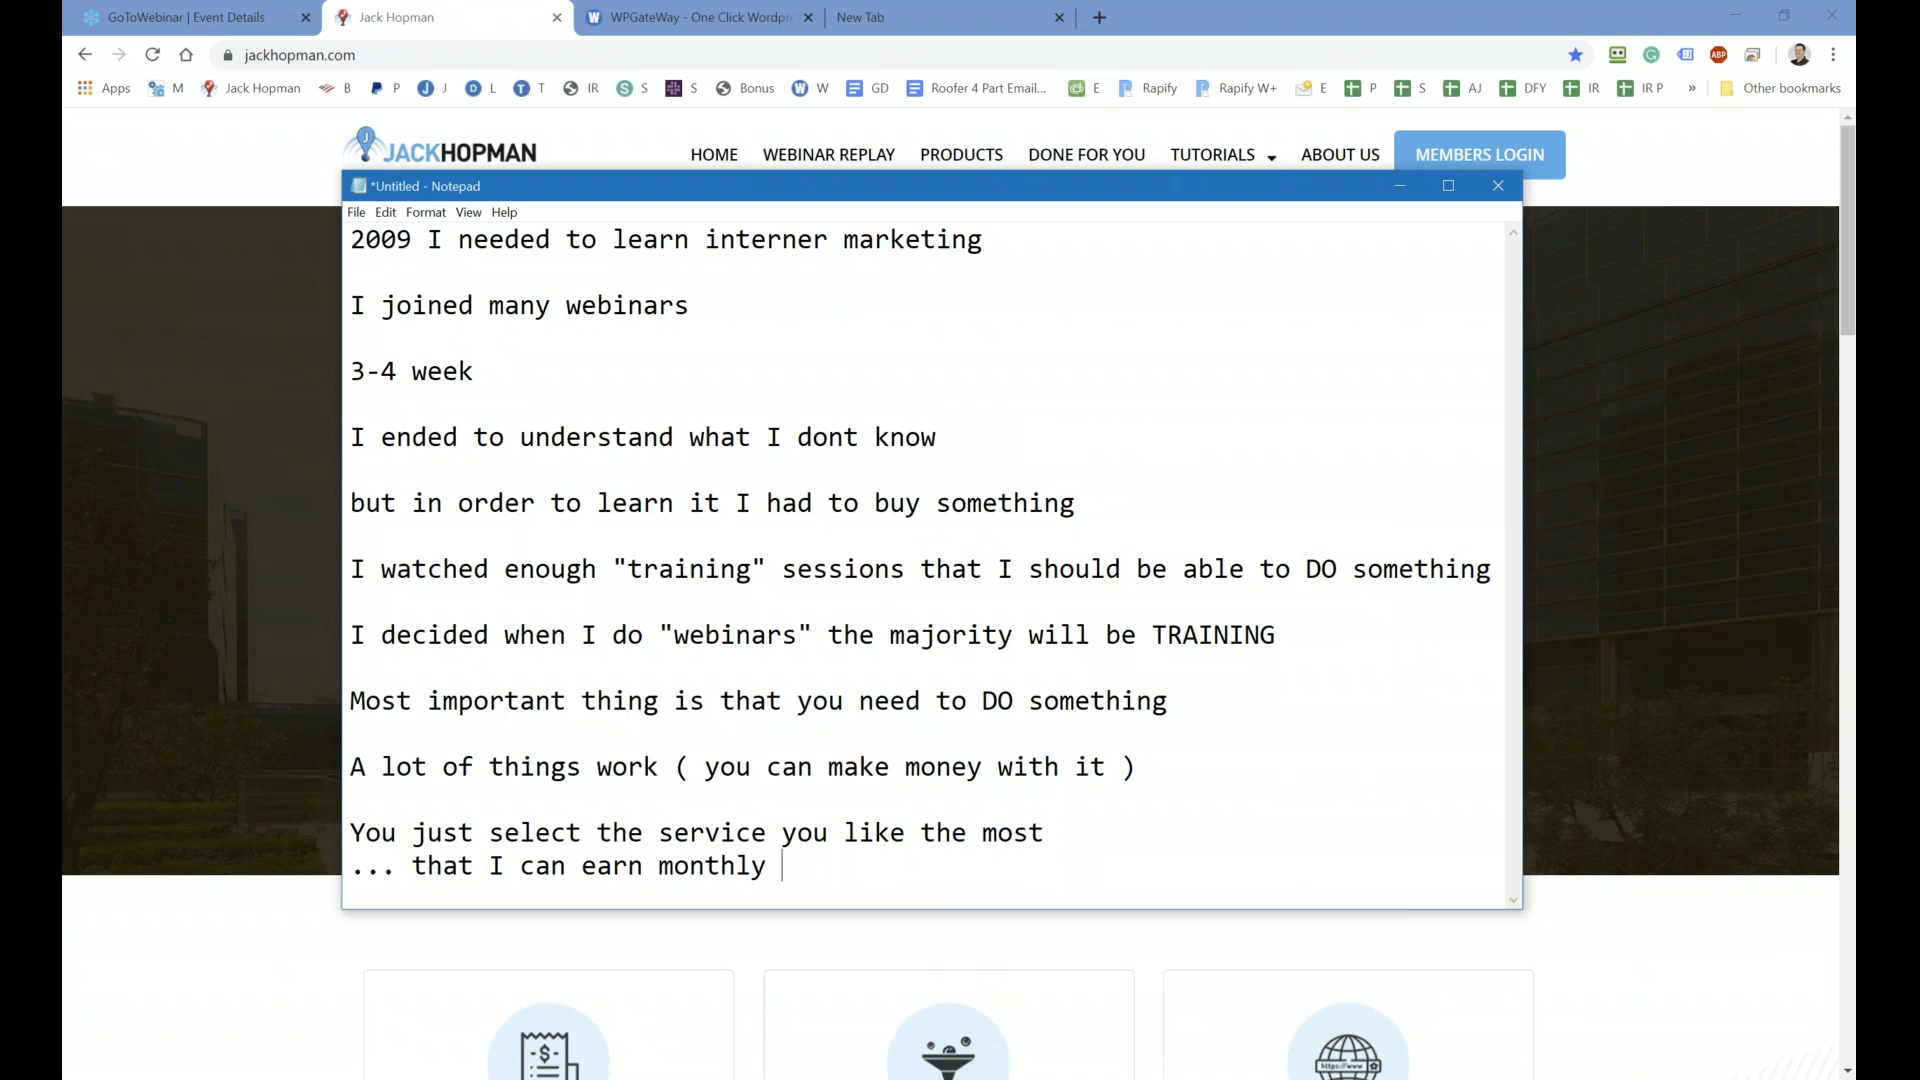 GoToWebinar | Event Details
Jack Hopman
WPGateWay - One Click Wordpr
New Tab
jackhopman.com
Apps M Jack Hopman B P J L T IR S S Bonus W GD Roofer 4 Part Email... E Rapify Rapify W+ E P S AJ DFY IR IR P » Other bookmarks
JACKHOPMAN
HOME WEBINAR REPLAY PRODUCTS DONE FOR YOU TUTORIALS ABOUT US MEMBERS LOGIN
*Untitled - Notepad
File Edit Format View Help
2009 I needed to learn interner marketing
I joined many webinars
3-4 week
I ended to understand what I dont know
but in order to learn it I had to buy something
I watched enough "training" sessions that I should be able to DO something
I decided when I do "webinars" the majority will be TRAINING
Most important thing is that you need to DO something
A lot of things work ( you can make money with it )
You just select the service you like the most
... that I can earn monthly
-$-
https://www